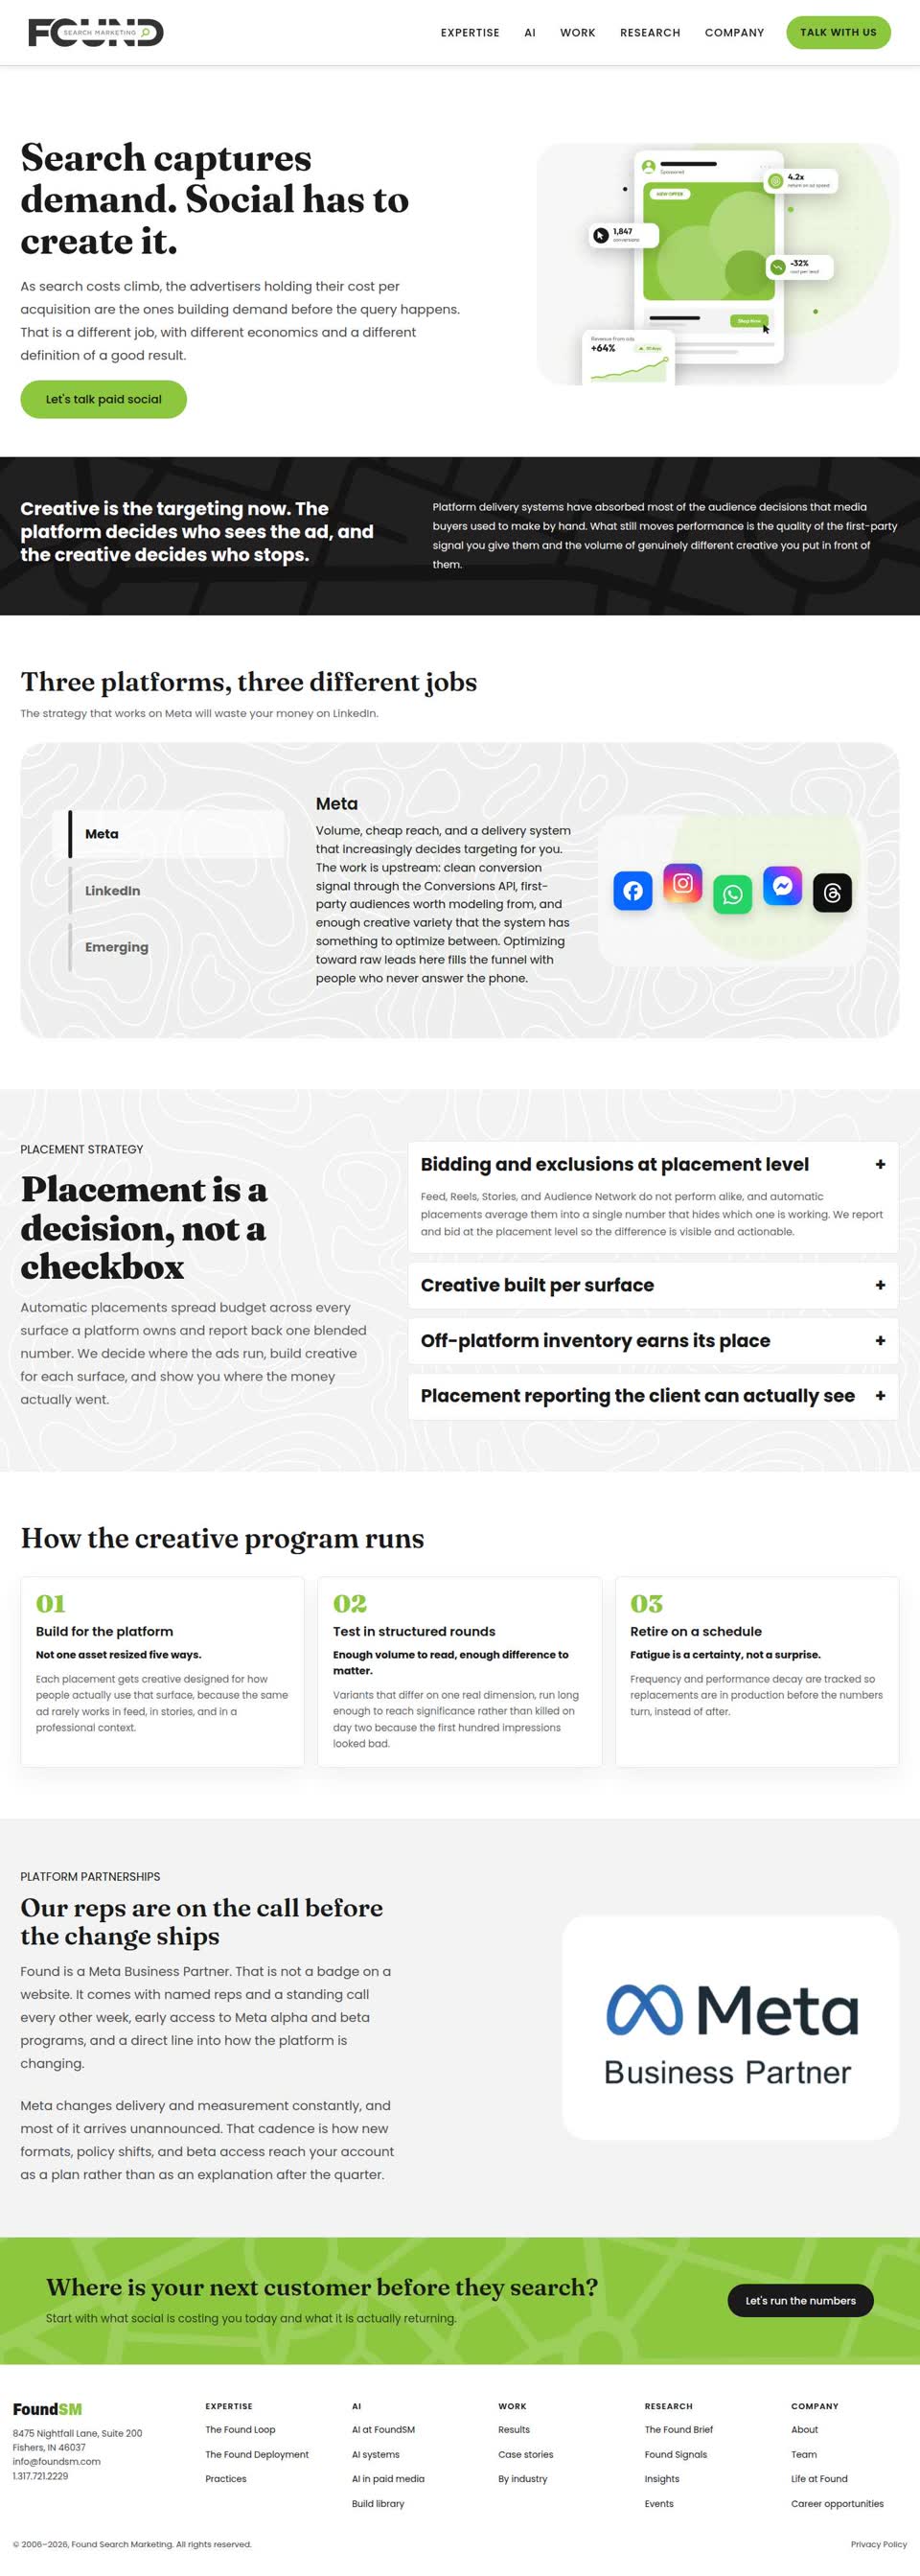 FOUND
SEARCH MARKETING
EXPERTISE
AI
WORK
RESEARCH
COMPANY
TALK WITH US
Search captures
demand. Social has to
create it.
As search costs climb, the advertisers holding their cost per
acquisition are the ones building demand before the query happens.
That is a different job, with different economics and a different
definition of a good result.
Let's talk paid social
Sponsored
NEW OFFER
4.2x
return on ad spend
1,847
conversions
-32%
cost per lead
Shop Now
Revenue from ads
+64%
Creative is the targeting now. The
platform decides who sees the ad, and
the creative decides who stops.
Platform delivery systems have absorbed most of the audience decisions that media
buyers used to make by hand. What still moves performance is the quality of the first-party
signal you give them and the volume of genuinely different creative you put in front of
them.
Three platforms, three different jobs
The strategy that works on Meta will waste your money on LinkedIn.
Meta
LinkedIn
Emerging
Meta
Volume, cheap reach, and a delivery system
that increasingly decides targeting for you.
The work is upstream: clean conversion
signal through the Conversions API, first-
party audiences worth modeling from, and
enough creative variety that the system has
something to optimize between. Optimizing
toward raw leads here fills the funnel with
people who never answer the phone.
PLACEMENT STRATEGY
Placement is a
decision, not a
checkbox
Automatic placements spread budget across every
surface a platform owns and report back one blended
number. We decide where the ads run, build creative
for each surface, and show you where the money
actually went.
Bidding and exclusions at placement level +
Feed, Reels, Stories, and Audience Network do not perform alike, and automatic
placements average them into a single number that hides which one is working. We report
and bid at the placement level so the difference is visible and actionable.
Creative built per surface +
Off-platform inventory earns its place +
Placement reporting the client can actually see +
How the creative program runs
01
Build for the platform
Not one asset resized five ways.
Each placement gets creative designed for how
people actually use that surface, because the same
ad rarely works in feed, in stories, and in a
professional context.
02
Test in structured rounds
Enough volume to read, enough difference to
matter.
Variants that differ on one real dimension, run long
enough to reach significance rather than killed on
day two because the first hundred impressions
looked bad.
03
Retire on a schedule
Fatigue is a certainty, not a surprise.
Frequency and performance decay are tracked so
replacements are in production before the numbers
turn, instead of after.
PLATFORM PARTNERSHIPS
Our reps are on the call before
the change ships
Found is a Meta Business Partner. That is not a badge on a
website. It comes with named reps and a standing call
every other week, early access to Meta alpha and beta
programs, and a direct line into how the platform is
changing.
Meta changes delivery and measurement constantly, and
most of it arrives unannounced. That cadence is how new
formats, policy shifts, and beta access reach your account
as a plan rather than as an explanation after the quarter.
Meta
Business Partner
Where is your next customer before they search?
Start with what social is costing you today and what it is actually returning.
Let's run the numbers
FoundSM
8475 Nightfall Lane, Suite 200
Fishers, IN 46037
info@foundsm.com
1.317.721.2229
EXPERTISE
The Found Loop
The Found Deployment
Practices
AI
AI at FoundSM
AI systems
AI in paid media
Build library
WORK
Results
Case stories
By industry
RESEARCH
The Found Brief
Found Signals
Insights
Events
COMPANY
About
Team
Life at Found
Career opportunities
© 2006–2026, Found Search Marketing. All rights reserved.
Privacy Policy